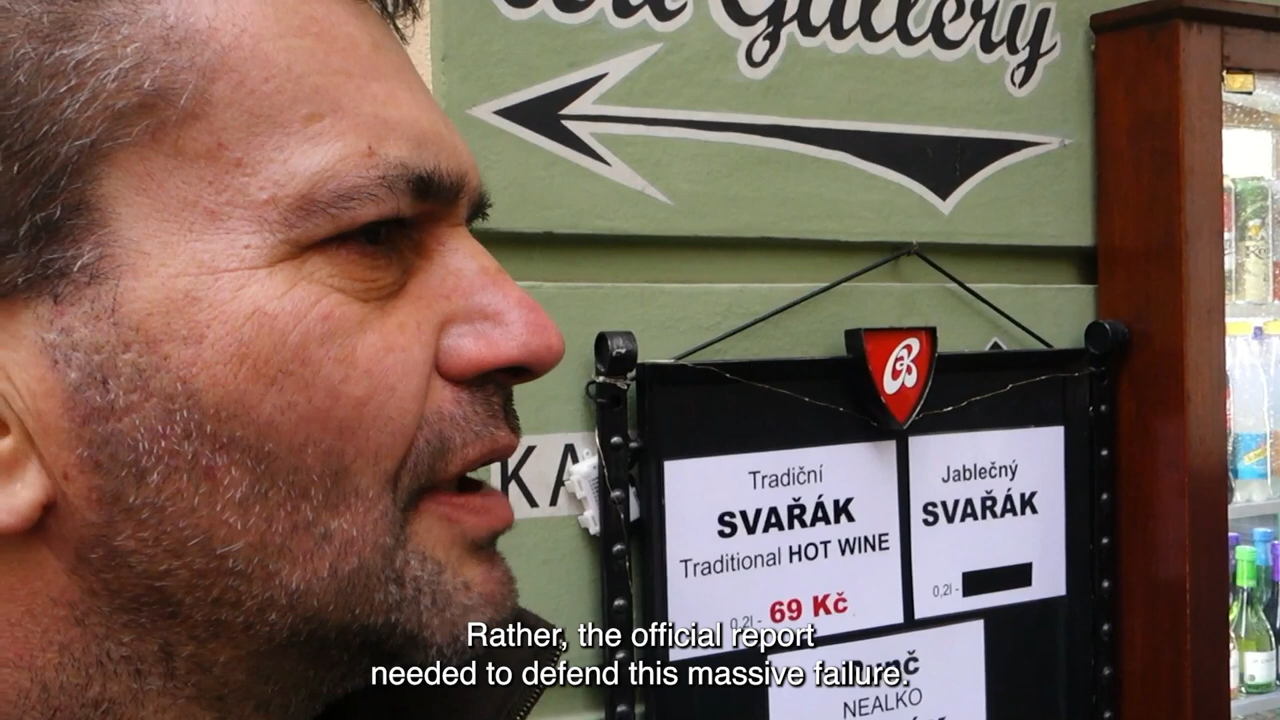 Gallery
B
KA
Tradiční
SVAŘÁK
Traditional HOT WINE
0,2l - 69 Kč
Jablečný
SVAŘÁK
0,2l -
NEALKO
Rather, the official report
needed to defend this massive failure.